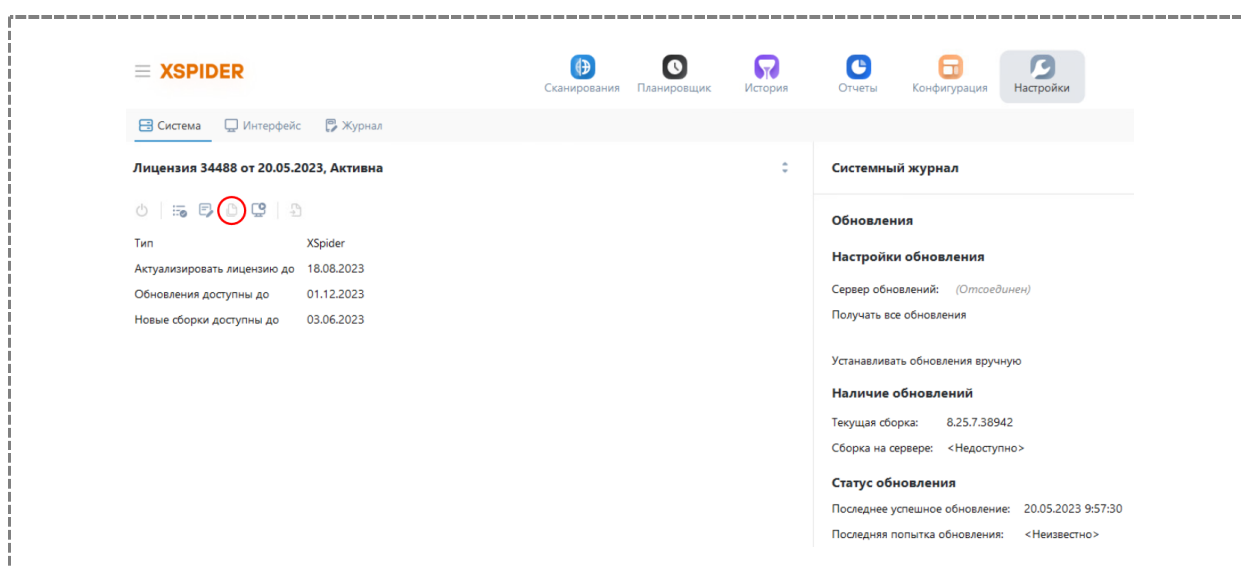 XSPIDER
Сканирования Планировщик История Отчеты Конфигурация Настройки
Система Интерфейс Журнал
Лицензия 34488 от 20.05.2023, Активна
Тип XSpider
Актуализировать лицензию до 18.08.2023
Обновления доступны до 01.12.2023
Новые сборки доступны до 03.06.2023
Системный журнал
Обновления
Настройки обновления
Сервер обновлений: (Отсоединен)
Получать все обновления
Устанавливать обновления вручную
Наличие обновлений
Текущая сборка: 8.25.7.38942
Сборка на сервере: <Недоступно>
Статус обновления
Последнее успешное обновление: 20.05.2023 9:57:30
Последняя попытка обновления: <Неизвестно>